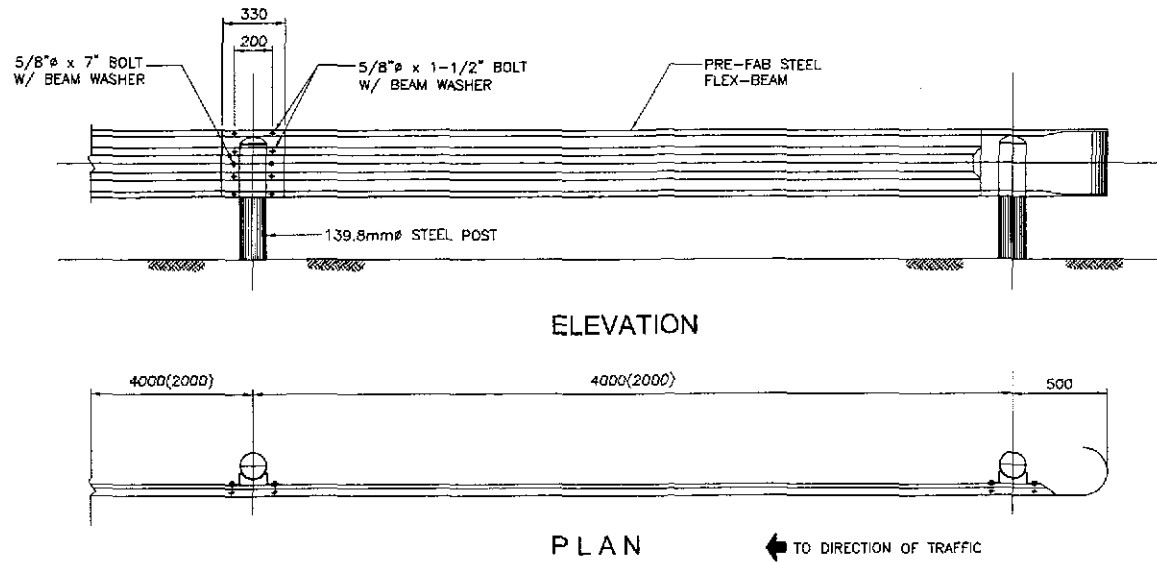 330
200
5/8"ø x 7" BOLT
W/ BEAM WASHER
5/8"ø x 1-1/2" BOLT
W/ BEAM WASHER
PRE-FAB STEEL
FLEX-BEAM
139.8mmø STEEL POST
ELEVATION
4000(2000)
4000(2000)
500
PLAN
TO DIRECTION OF TRAFFIC